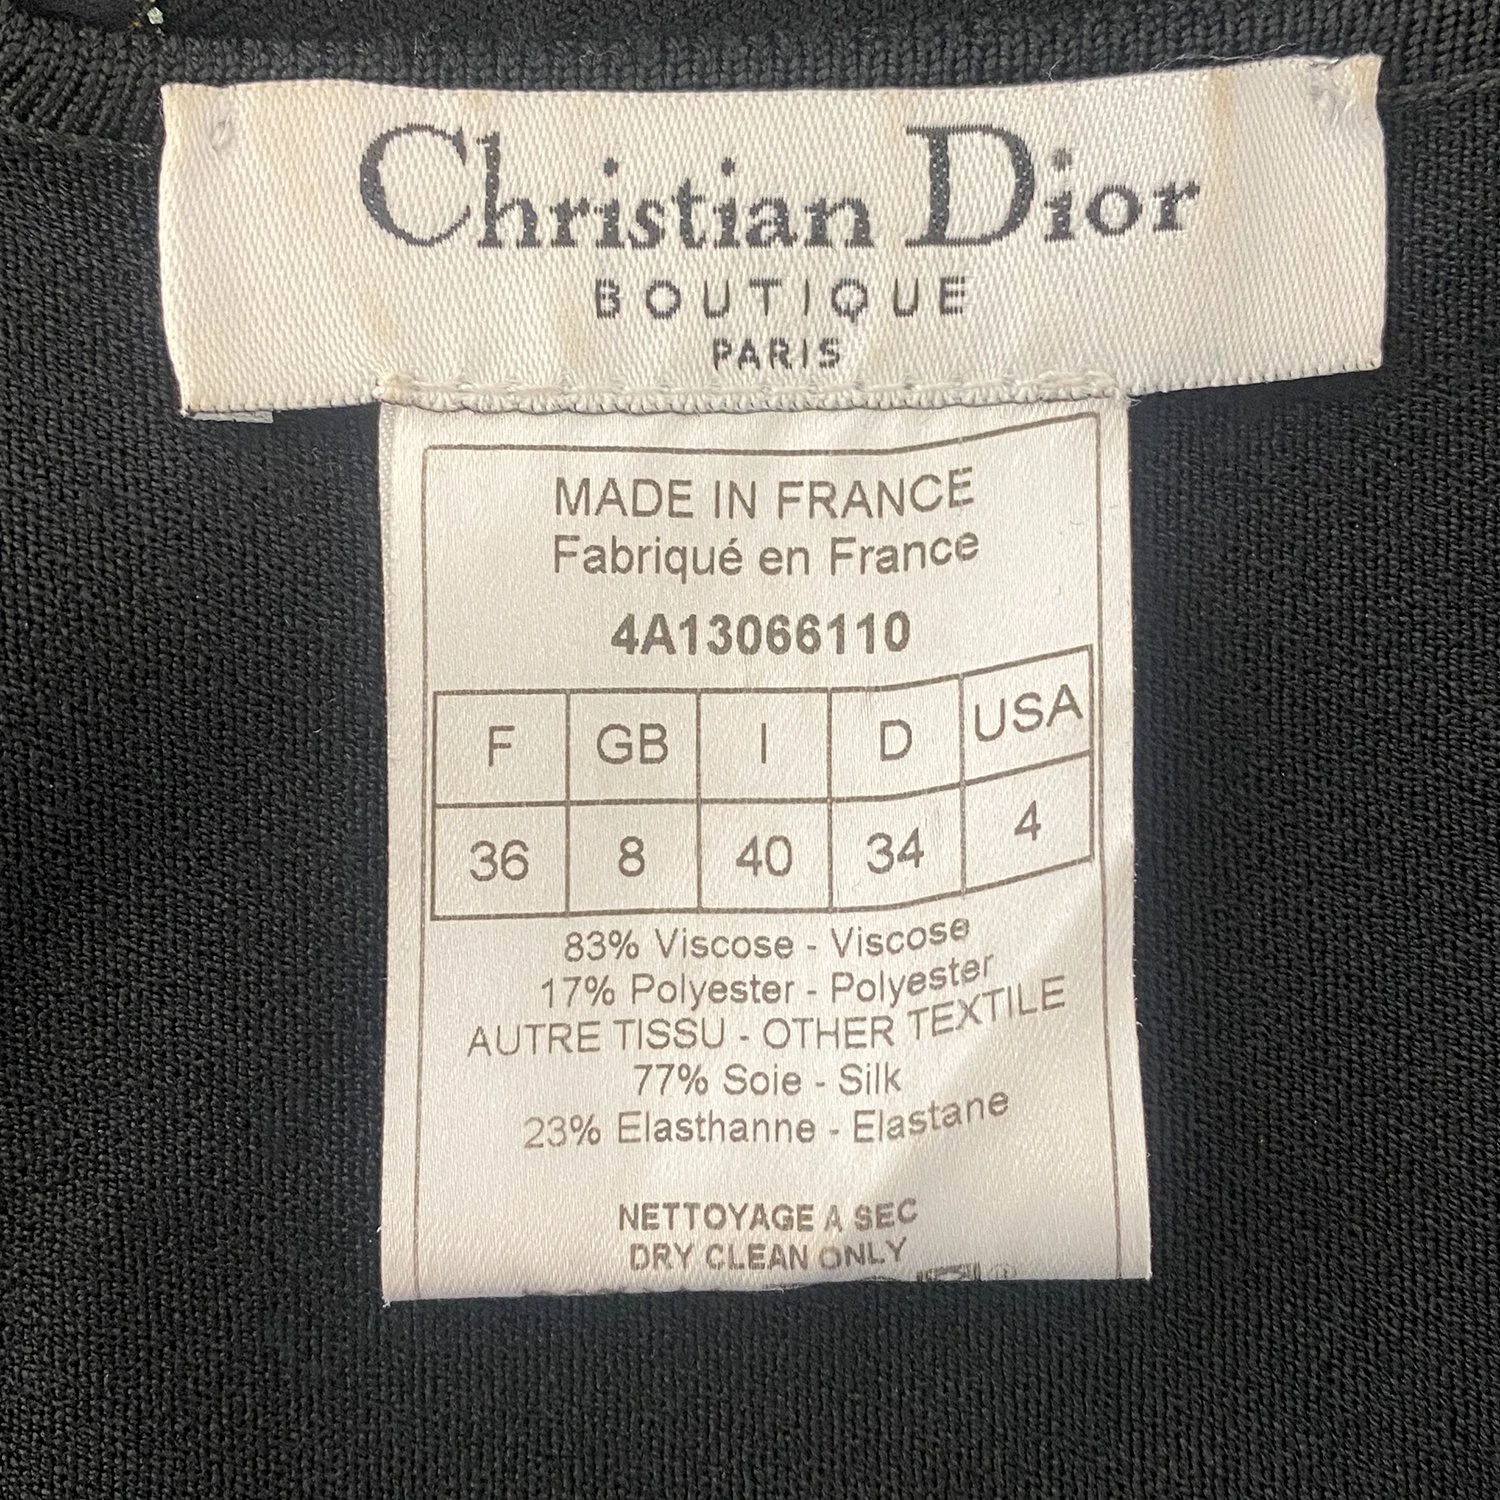 Christian Dior
BOUTIQUE
PARIS
MADE IN FRANCE
Fabriqué en France
4A13066110
F GB I D USA
36 8 40 34 4
83% Viscose - Viscose
17% Polyester - Polyester
AUTRE TISSU - OTHER TEXTILE
77% Soie - Silk
23% Elasthanne - Elastane
NETTOYAGE A SEC
DRY CLEAN ONLY